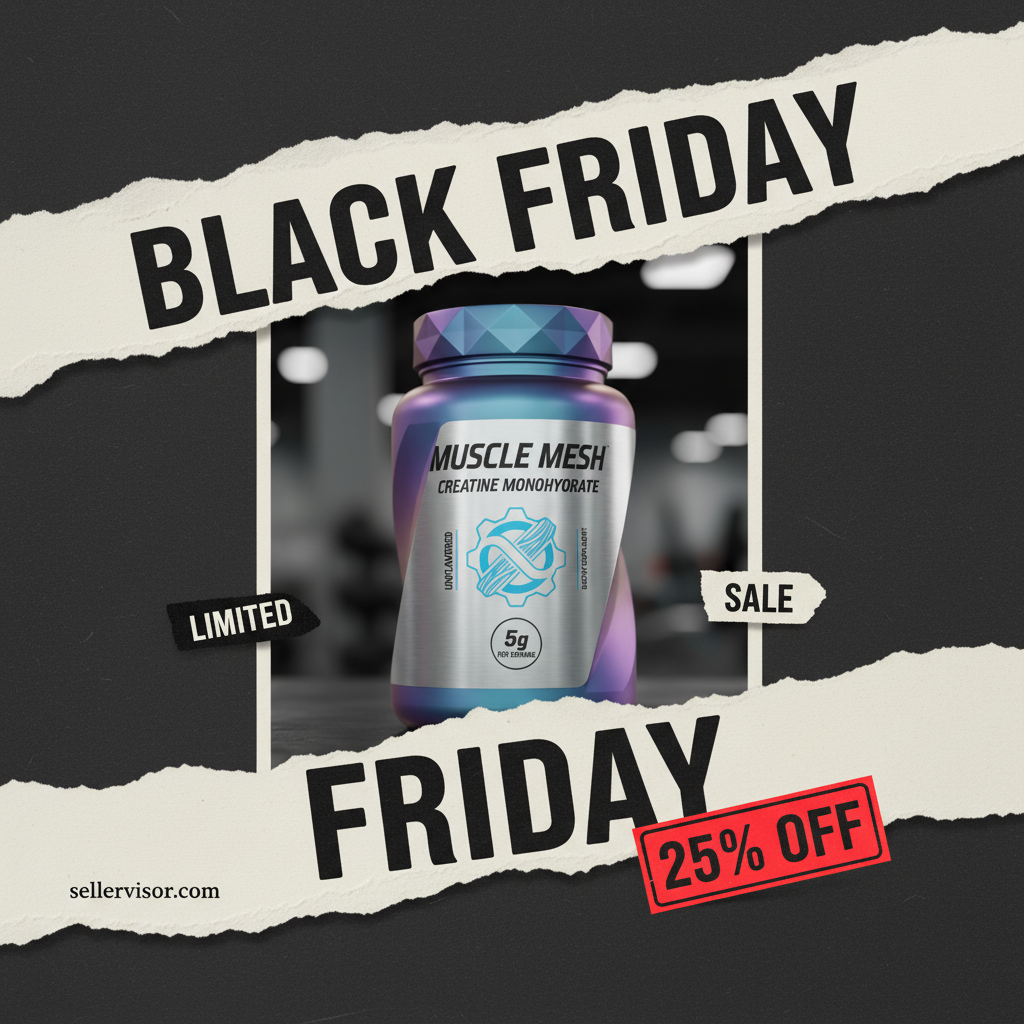 BLACK FRIDAY
MUSCLE MESH
CREATINE MONOHYORATE
5g
LIMITED
SALE
FRIDAY
25% OFF
sellervisor.com